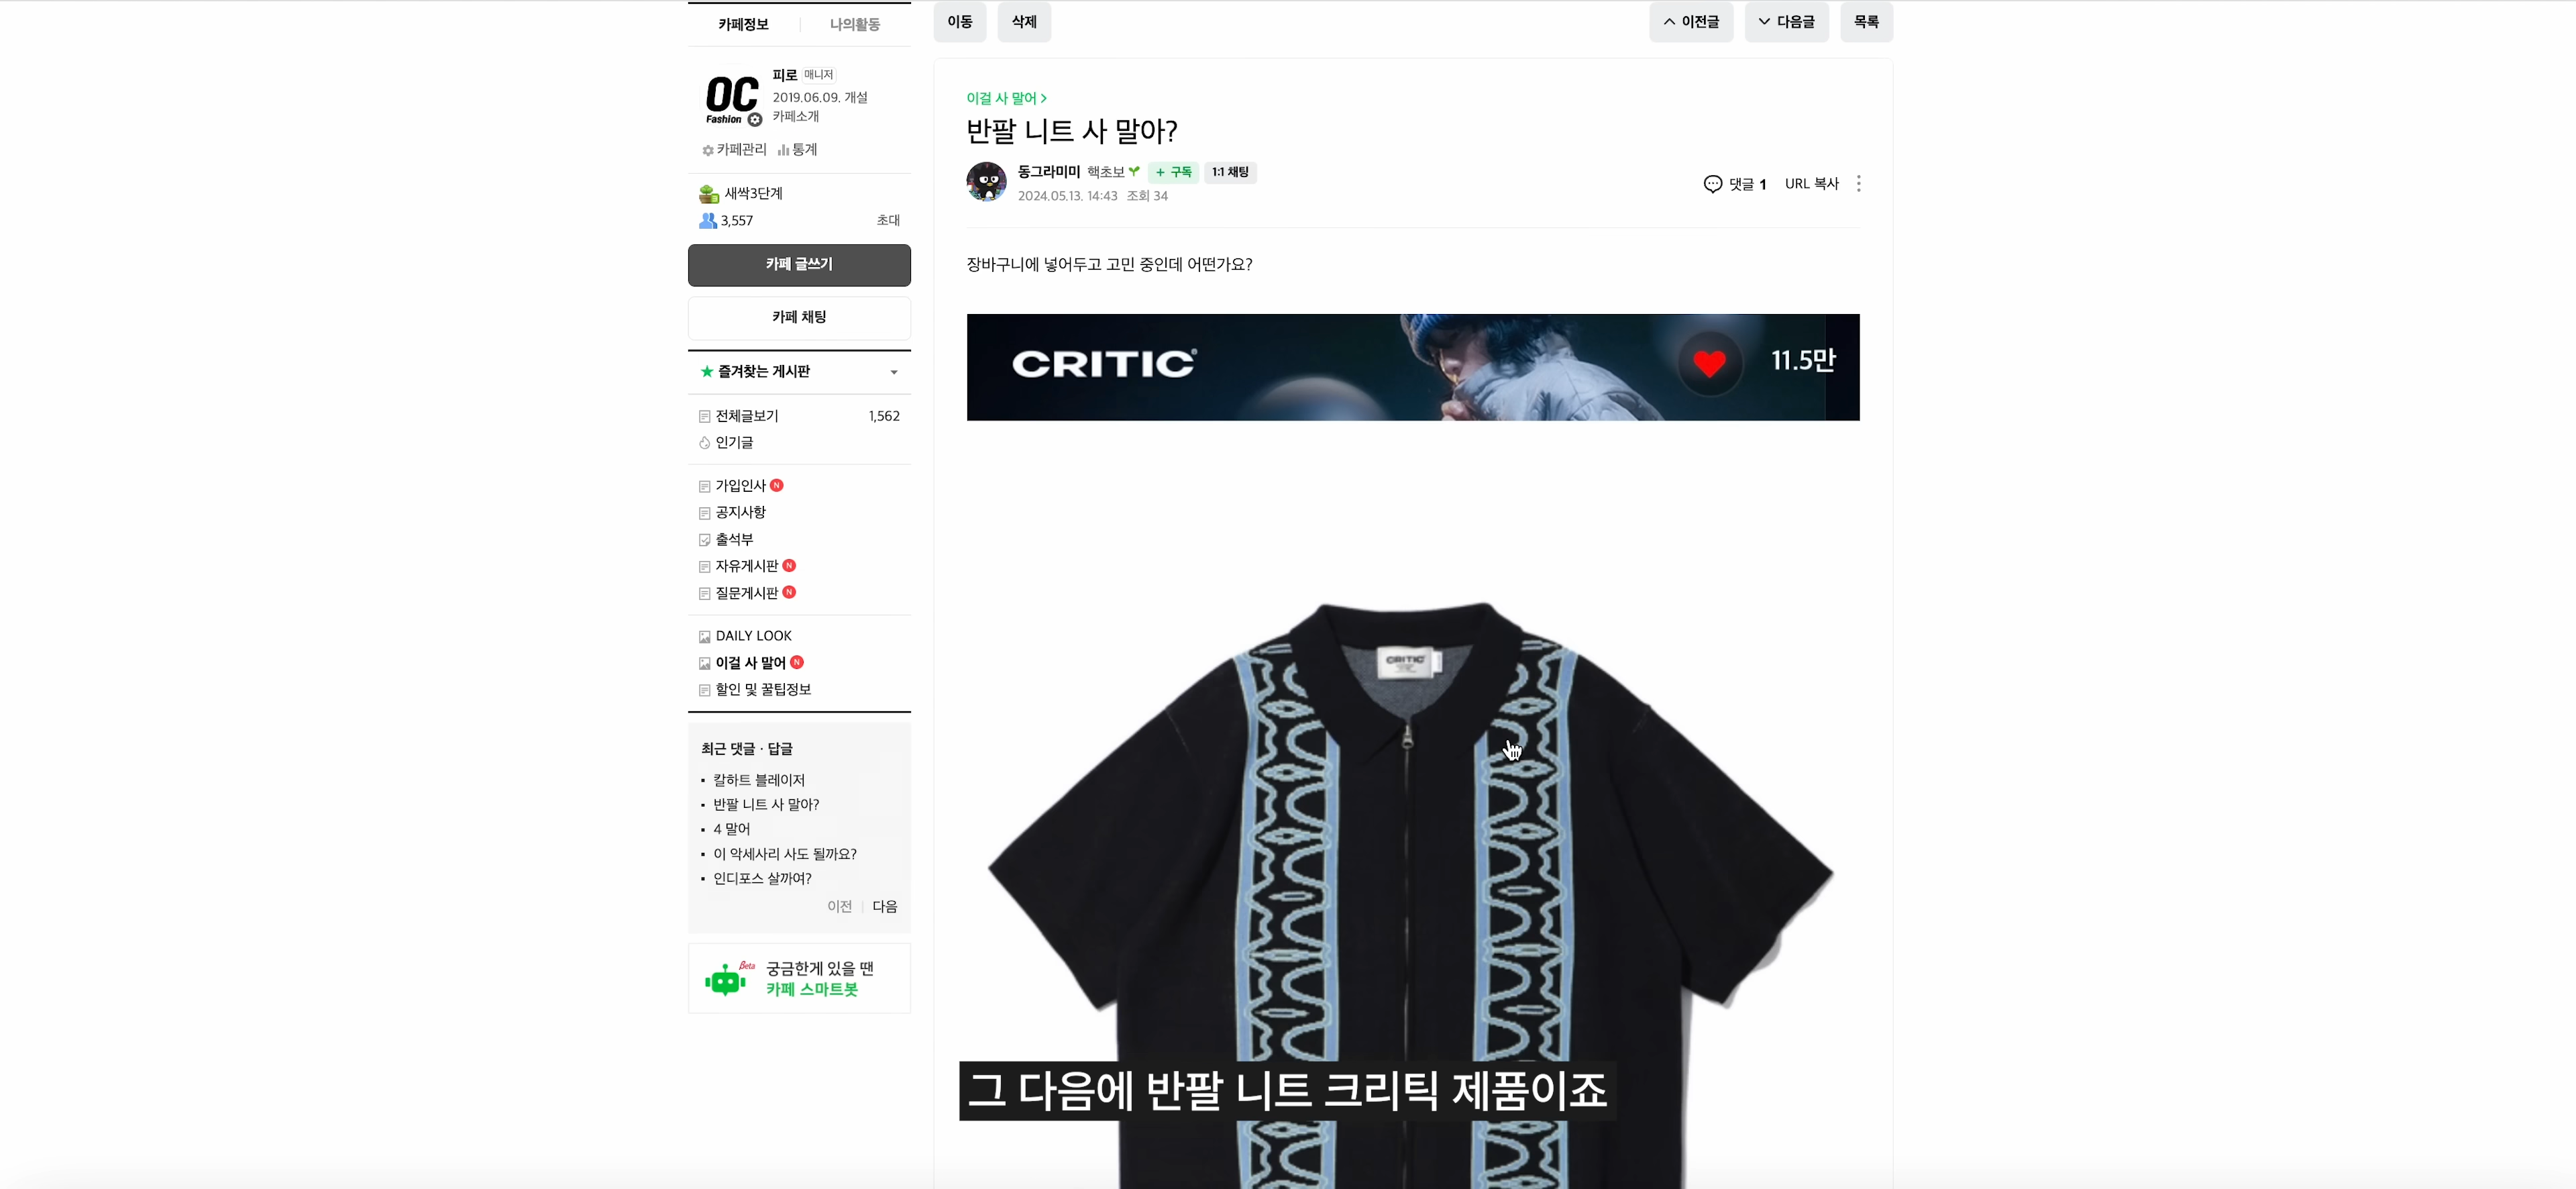 카페정보
나의활동
이동
삭제
이전글
다음글
목록
OC
Fashion
피로 매니저
2019.06.09. 개설
카페소개
카페관리
통계
새싹3단계
3,557
초대
카페 글쓰기
카페 채팅
즐겨찾는 게시판
전체글보기
1,562
인기글
가입인사 N
공지사항
출석부
자유게시판 N
질문게시판 N
DAILY LOOK
이걸 사 말어 N
할인 및 꿀팁정보
최근 댓글 · 답글
칼하트 블레이저
반팔 니트 사 말아?
4 말어
이 악세사리 사도 될까요?
인디포스 살까여?
이전
다음
Beta
궁금한게 있을 땐
카페 스마트봇
이걸 사 말어 >
반팔 니트 사 말아?
동그라미미 핵초보 + 구독 1:1 채팅
2024.05.13. 14:43 조회 34
댓글 1 URL 복사
장바구니에 넣어두고 고민 중인데 어떤가요?
CRITIC®
11.5만
CRITIC
그 다음에 반팔 니트 크리틱 제품이죠